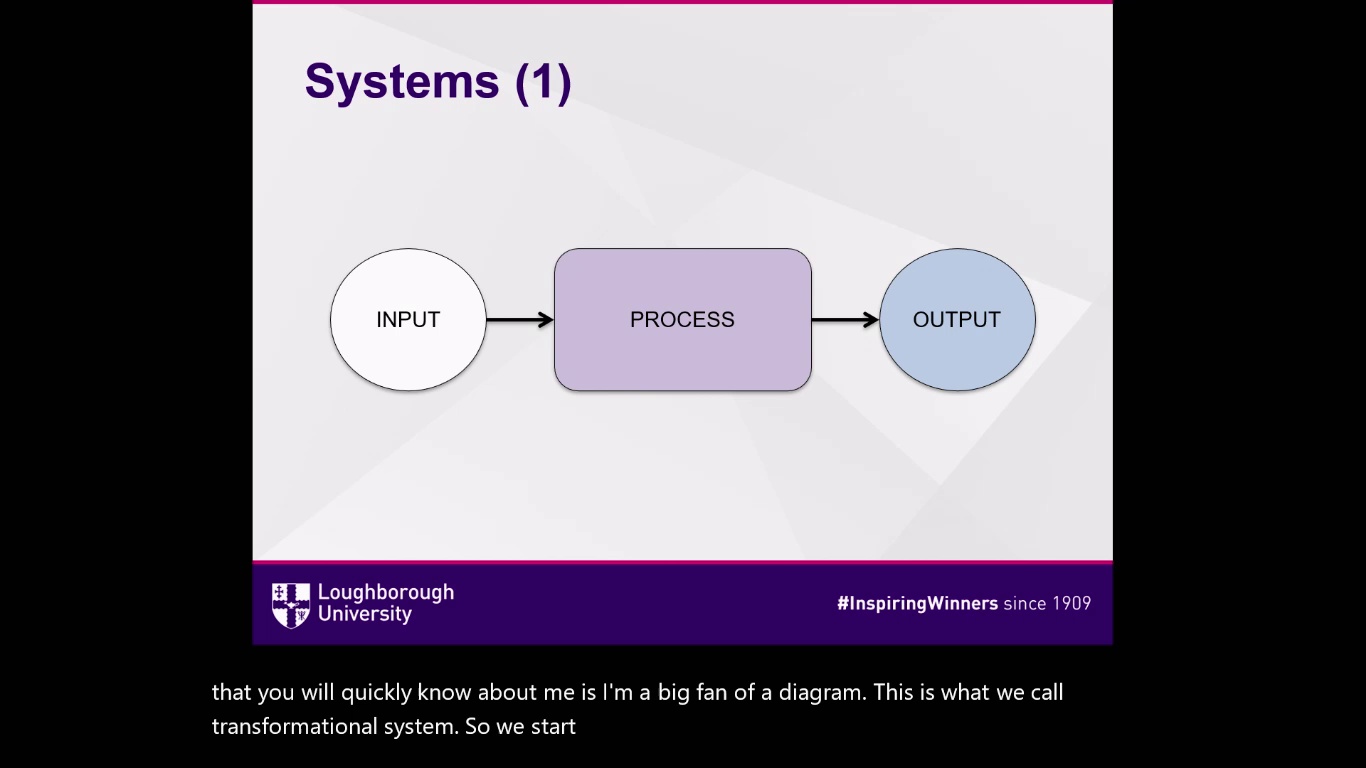 Systems (1)
INPUT
PROCESS
OUTPUT
Loughborough
University
#InspiringWinners since 1909
that you will quickly know about me is I'm a big fan of a diagram. This is what we call
transformational system. So we start